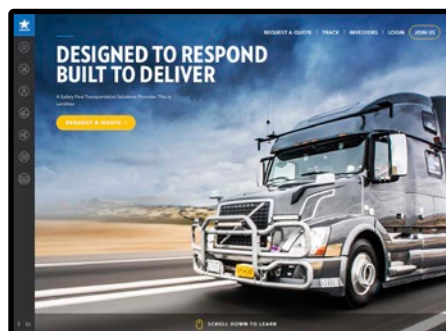 REQUEST A QUOTE | TRACK | INVESTORS | LOGIN JOIN US
DESIGNED TO RESPOND
BUILT TO DELIVER
A Safety First Transportation Solutions Provider. This is
Landstar.
REQUEST A QUOTE >
SCROLL DOWN TO LEARN
f in